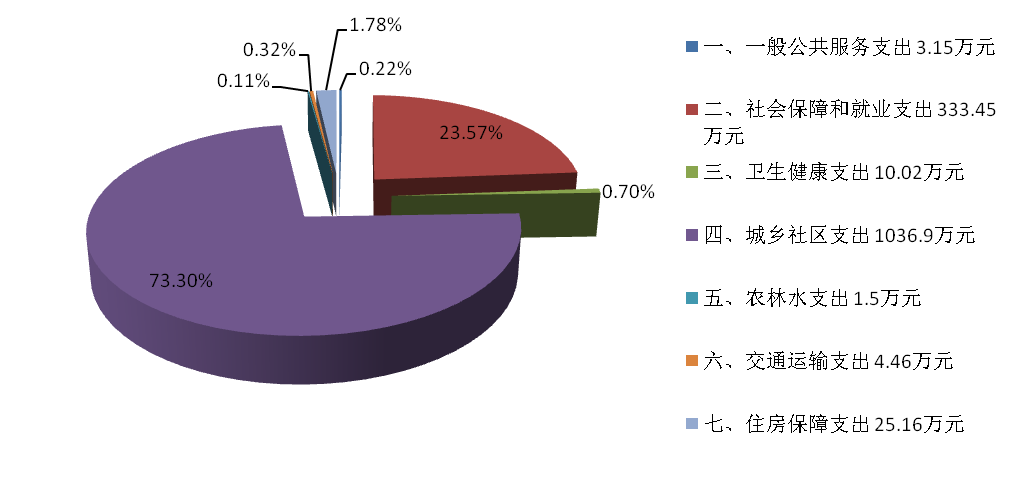 1.78%
0.32%
0.22%
0.11%
23.57%
0.70%
73.30%
一、一般公共服务支出 3.15万元
二、社会保障和就业支出 333.45
万元
三、卫生健康支出 10.02万元
四、城乡社区支出 1036.9万元
五、农林水支出 1.5万元
六、交通运输支出 4.46万元
七、住房保障支出 25.16万元